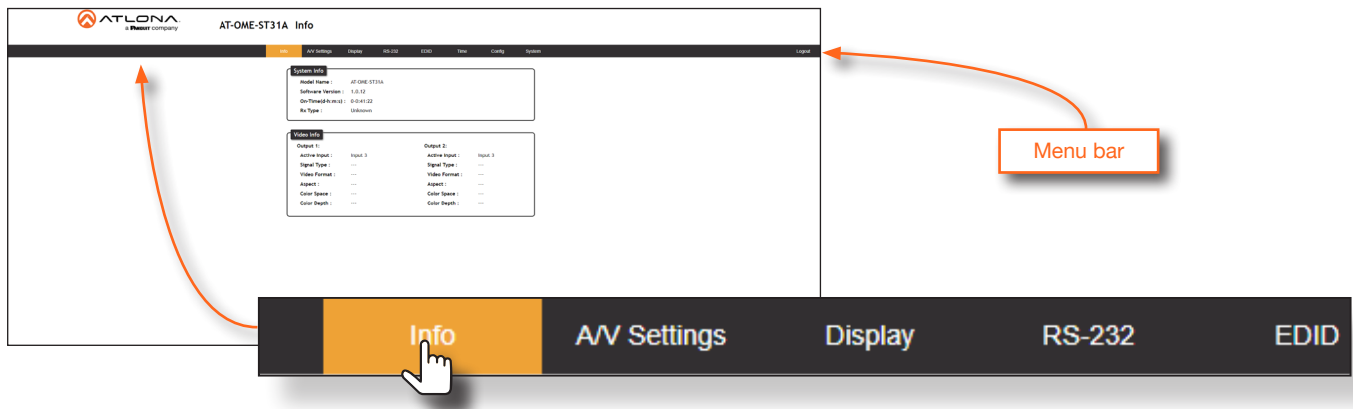 ATLONA
a PANDUIT company
AT-OME-ST31A Info
Info A/V Settings Display RS-232 EDID Time Config System Logout
System Info
Model Name : AT-OME-ST31A
Software Version : 1.0.12
On-Time(d-h:m:s) : 0-0:41:22
Rx Type : Unknown
Video Info
Output 1: Output 2:
Active Input : Input 3 Active Input : Input 3
Signal Type : --- Signal Type : ---
Video Format : --- Video Format : ---
Aspect : --- Aspect : ---
Color Space : --- Color Space : ---
Color Depth : --- Color Depth : ---
Menu bar
Info A/V Settings Display RS-232 EDID